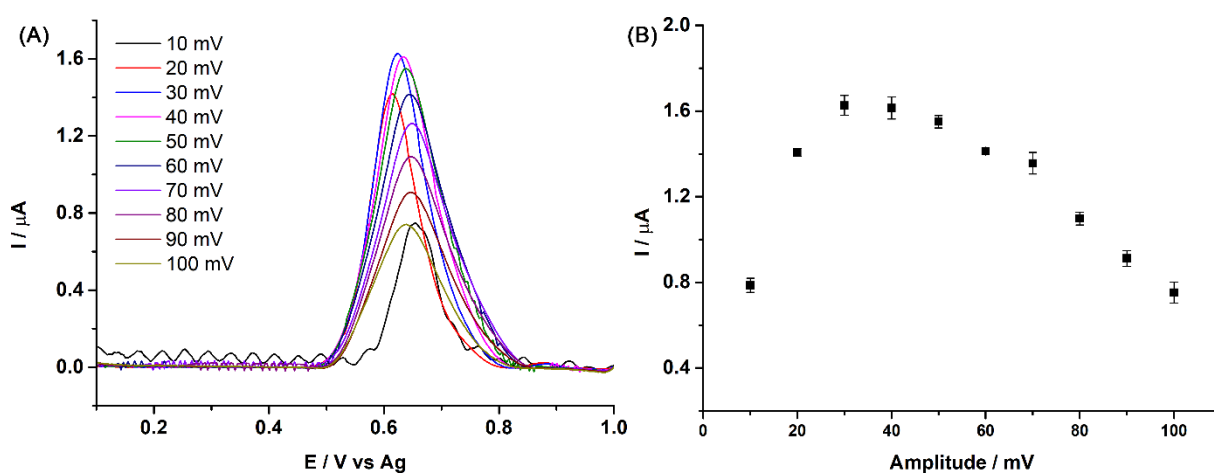 (A)
10 mV
20 mV
30 mV
40 mV
50 mV
60 mV
70 mV
80 mV
90 mV
100 mV
1.6
1.2
0.8
0.4
0.0
I / μA
0.2
0.4
0.6
0.8
1.0
E / V vs Ag
(B)
2.0
1.6
1.2
0.8
0.4
I / μA
0
20
40
60
80
100
Amplitude / mV